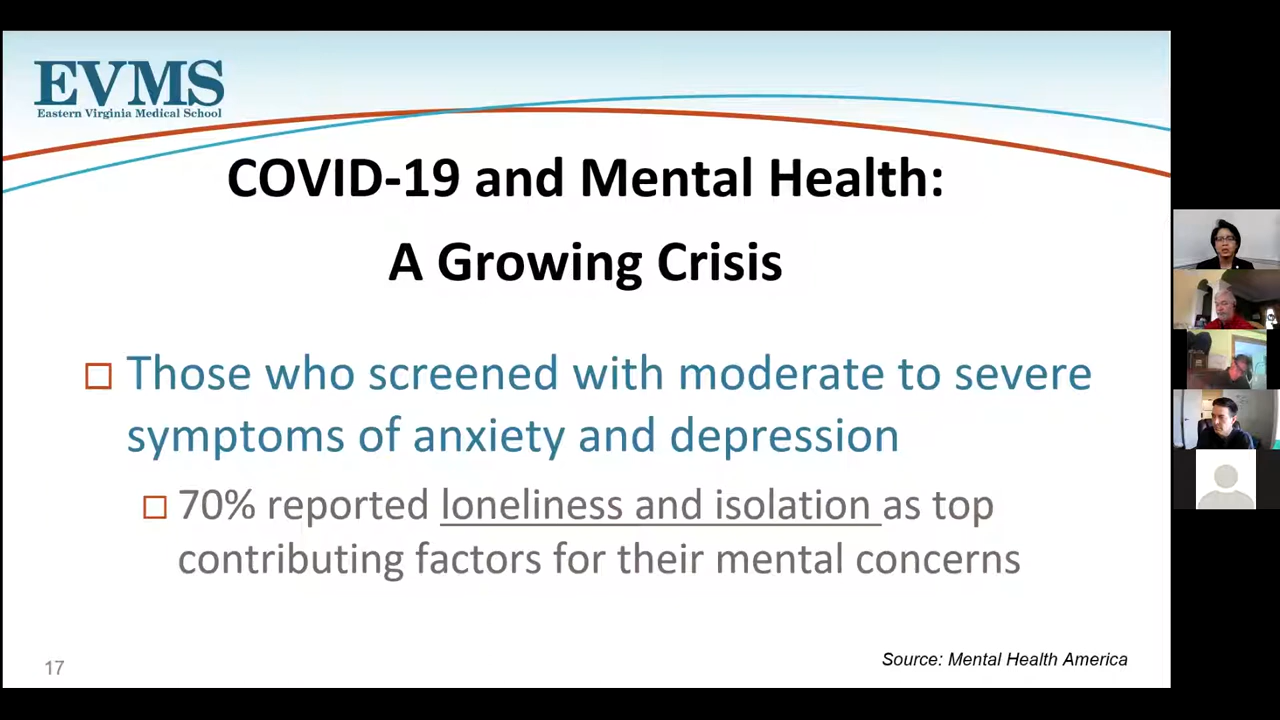 EVMS
Eastern Virginia Medical School
COVID-19 and Mental Health:
A Growing Crisis
Those who screened with moderate to severe
symptoms of anxiety and depression
70% reported loneliness and isolation as top
contributing factors for their mental concerns
17
Source: Mental Health America